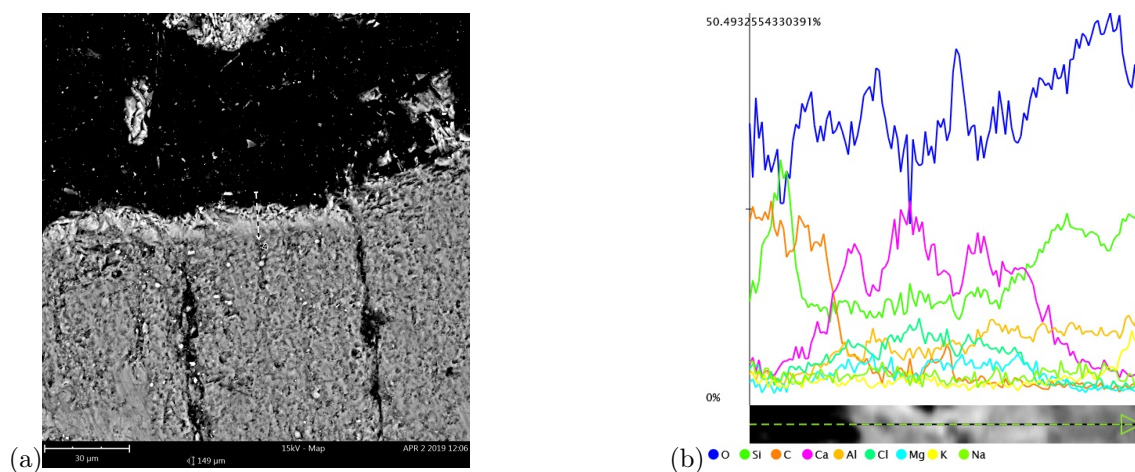 50.4932554330391%
0%
15kV - Map
APR 2 2019 12:06
30 µm
149 µm
(a)
(b)
O Si C Ca Al Cl Mg K Na